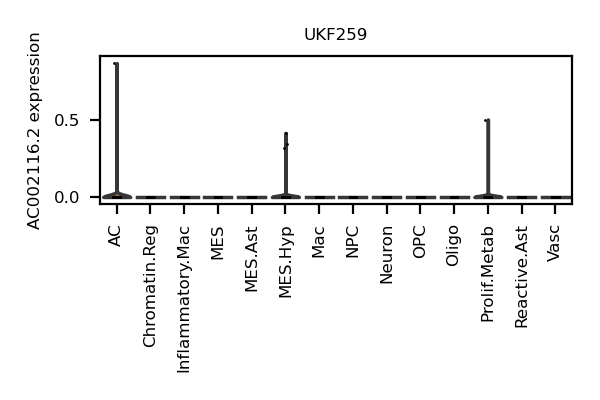 UKF259
AC002116.2 expression
0.5
0.0
AC
Chromatin.Reg
Inflammatory.Mac
MES
MES.Ast
MES.Hyp
Mac
NPC
Neuron
OPC
Oligo
Prolif.Metab
Reactive.Ast
Vasc